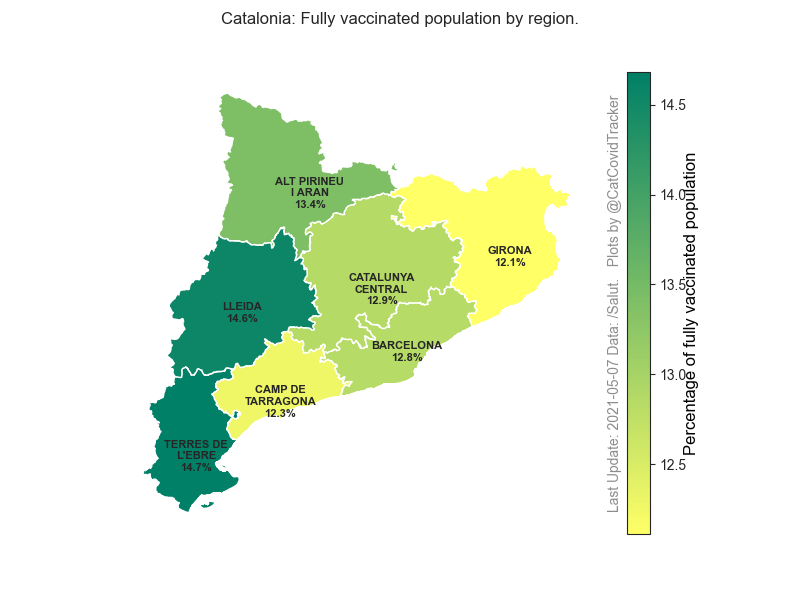 Catalonia: Fully vaccinated population by region.
ALT PIRINEU
I ARAN
13.4%
GIRONA
12.1%
CATALUNYA
CENTRAL
12.9%
LLEIDA
14.6%
BARCELONA
12.8%
CAMP DE
TARRAGONA
12.3%
TERRES DE
L'EBRE
14.7%
Last Update: 2021-05-07 Data: /Salut. Plots by @CatCovidTracker
14.5
14.0
13.5
13.0
12.5
Percentage of fully vaccinated population